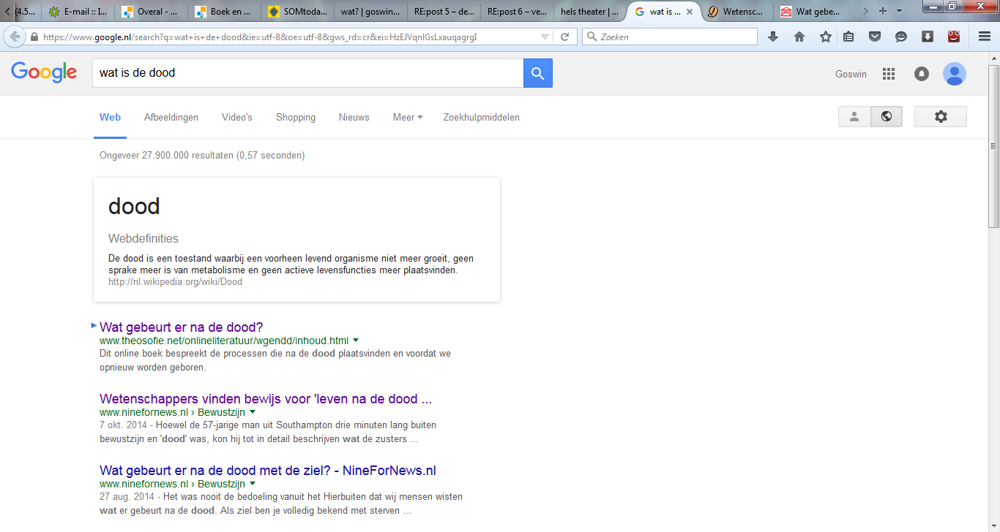 (4.5...
E-mail :: I...
Overal - ...
Boek en ...
SOMtoda...
wat? | goswin...
RE:post 5 – de...
RE:post 6 – ve...
hels theater | ...
wat is ...
Wetensc...
Wat gebe...
https://www.google.nl/search?q=wat+is+de+dood&ie=utf-8&oe=utf-8&gws_rd=cr&ei=HzEJVqnlGsLxauqagrgI
Zoeken
Google
wat is de dood
Goswin
Web
Afbeeldingen
Video's
Shopping
Nieuws
Meer
Zoekhulpmiddelen
Ongeveer 27.900.000 resultaten (0,57 seconden)
dood
Webdefinities
De dood is een toestand waarbij een voorheen levend organisme niet meer groeit, geen
sprake meer is van metabolisme en geen actieve levensfuncties meer plaatsvinden.
http://nl.wikipedia.org/wiki/Dood
Wat gebeurt er na de dood?
www.theosofie.net/onlineliteratuur/wgendd/inhoud.html
Dit online boek bespreekt de processen die na de dood plaatsvinden en voordat we
opnieuw worden geboren.
Wetenschappers vinden bewijs voor 'leven na de dood ...
www.ninefornews.nl › Bewustzijn
7 okt. 2014 - Hoewel de 57-jarige man uit Southampton drie minuten lang buiten
bewustzijn en 'dood' was, kon hij tot in detail beschrijven wat de zusters ...
Wat gebeurt er na de dood met de ziel? - NineForNews.nl
www.ninefornews.nl › Bewustzijn
27 aug. 2014 - Het was nooit de bedoeling vanuit het Hierbuiten dat wij mensen wisten
wat er gebeurt na de dood. Als ziel ben je volledig bekend met sterven ...